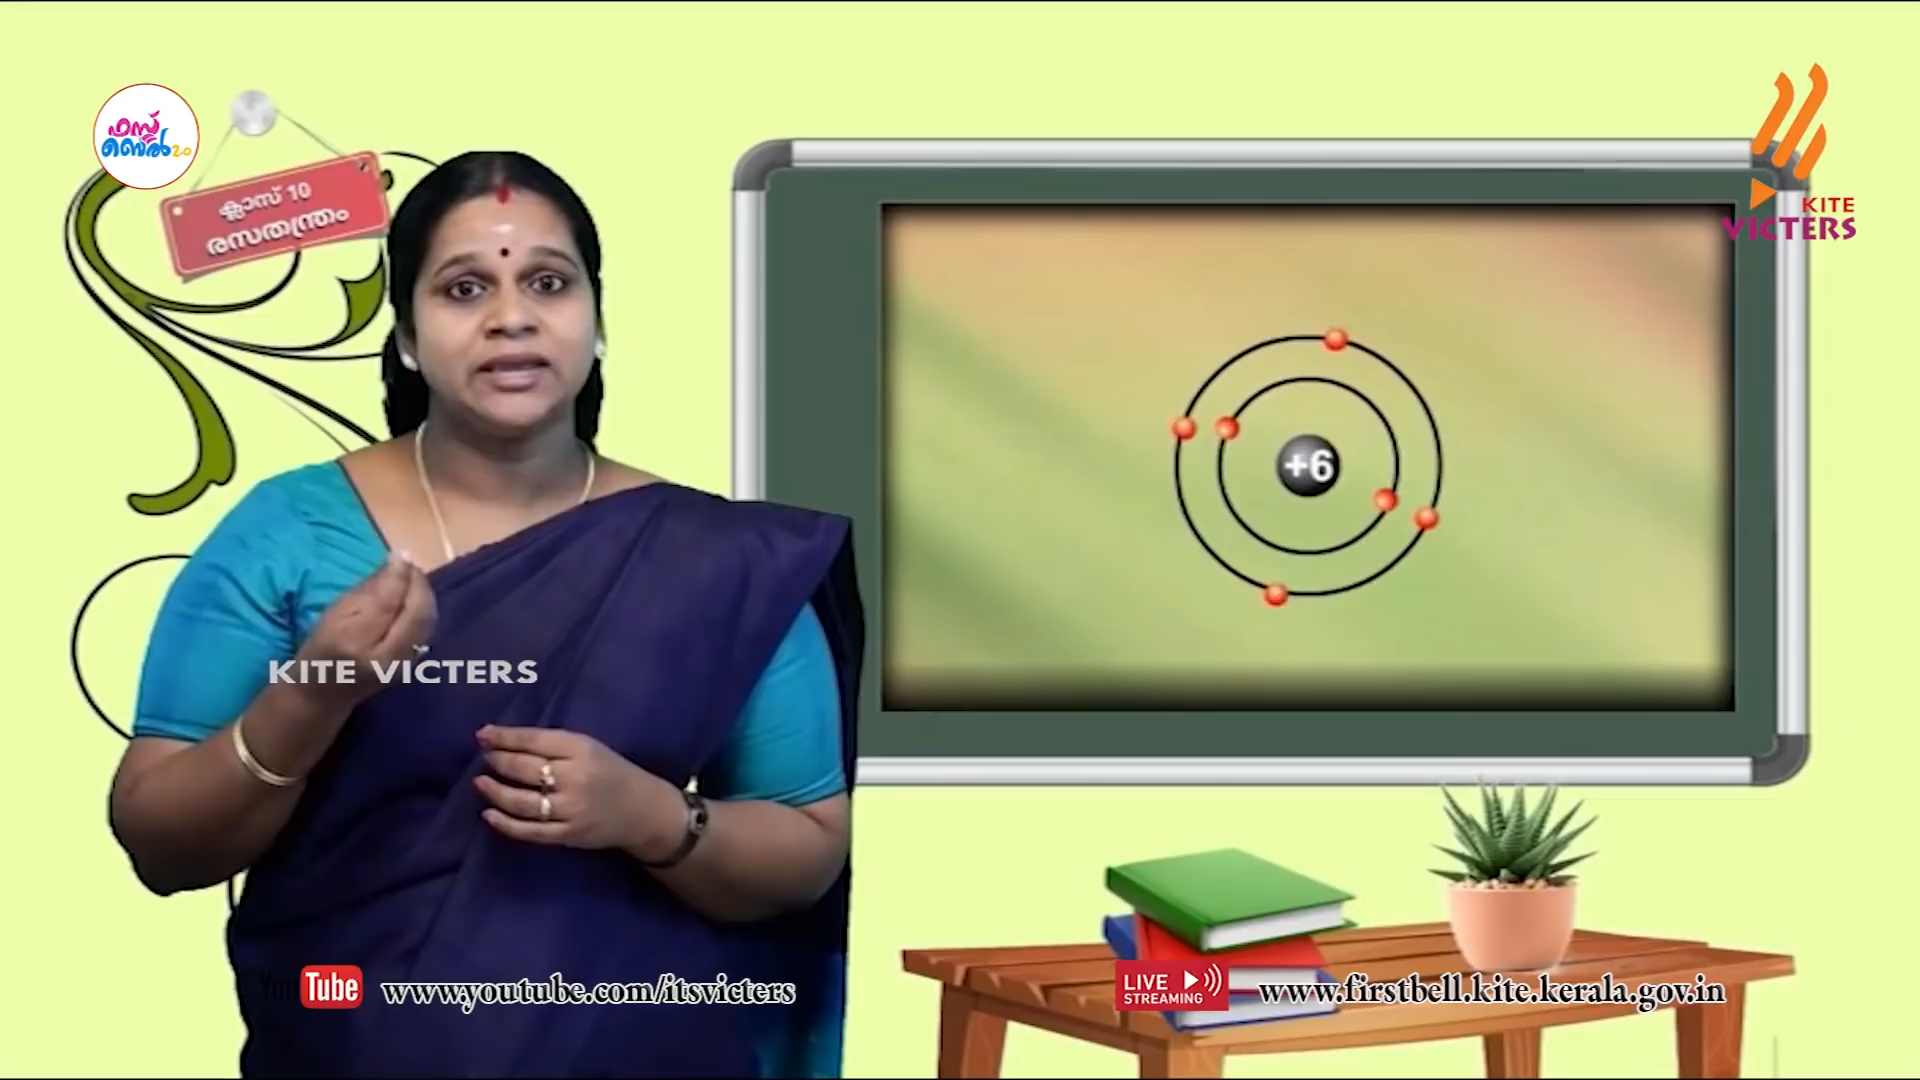 ഫസ്റ്റ്
ബെൽ 2.0
ക്ലാസ് 10
രസതന്ത്രം
KITE
VICTERS
+6
KITE VICTERS
YouTube
www.youtube.com/itsvicters
LIVE
STREAMING
www.firstbell.kite.kerala.gov.in